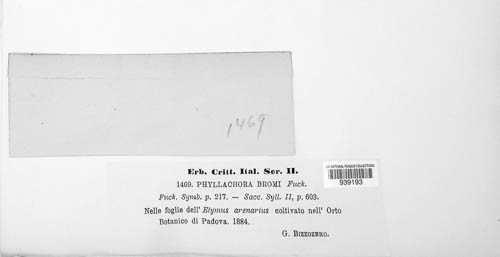 1469
Erb. Critt. Ital. Ser. II.
1469. PHYLLACHORA BROMI Fuck.
Fuck. Symb. p. 217. — Sacc. Syll. II, p. 603.
Nelle foglie dell' Elymus arenarius coltivato nell' Orto
Botanico di Padova. 1884.
G. BIZZOZERO.
US NATIONAL FUNGUS COLLECTIONS
939193